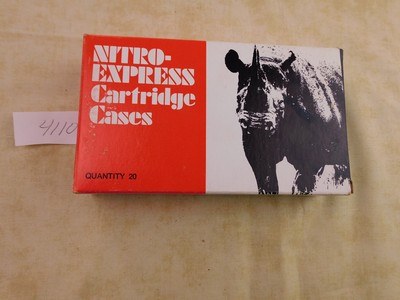 NITRO-
EXPRESS
Cartridge
Cases
QUANTITY 20
4110